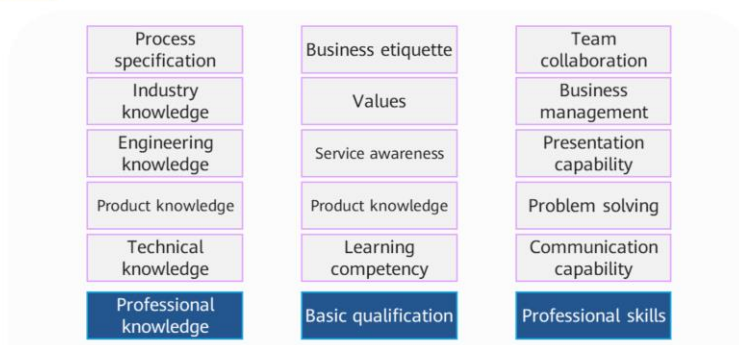 Process
specification
Business etiquette
Team
collaboration
Industry
knowledge
Values
Business
management
Engineering
knowledge
Service awareness
Presentation
capability
Product knowledge
Product knowledge
Problem solving
Technical
knowledge
Learning
competency
Communication
capability
Professional
knowledge
Basic qualification
Professional skills